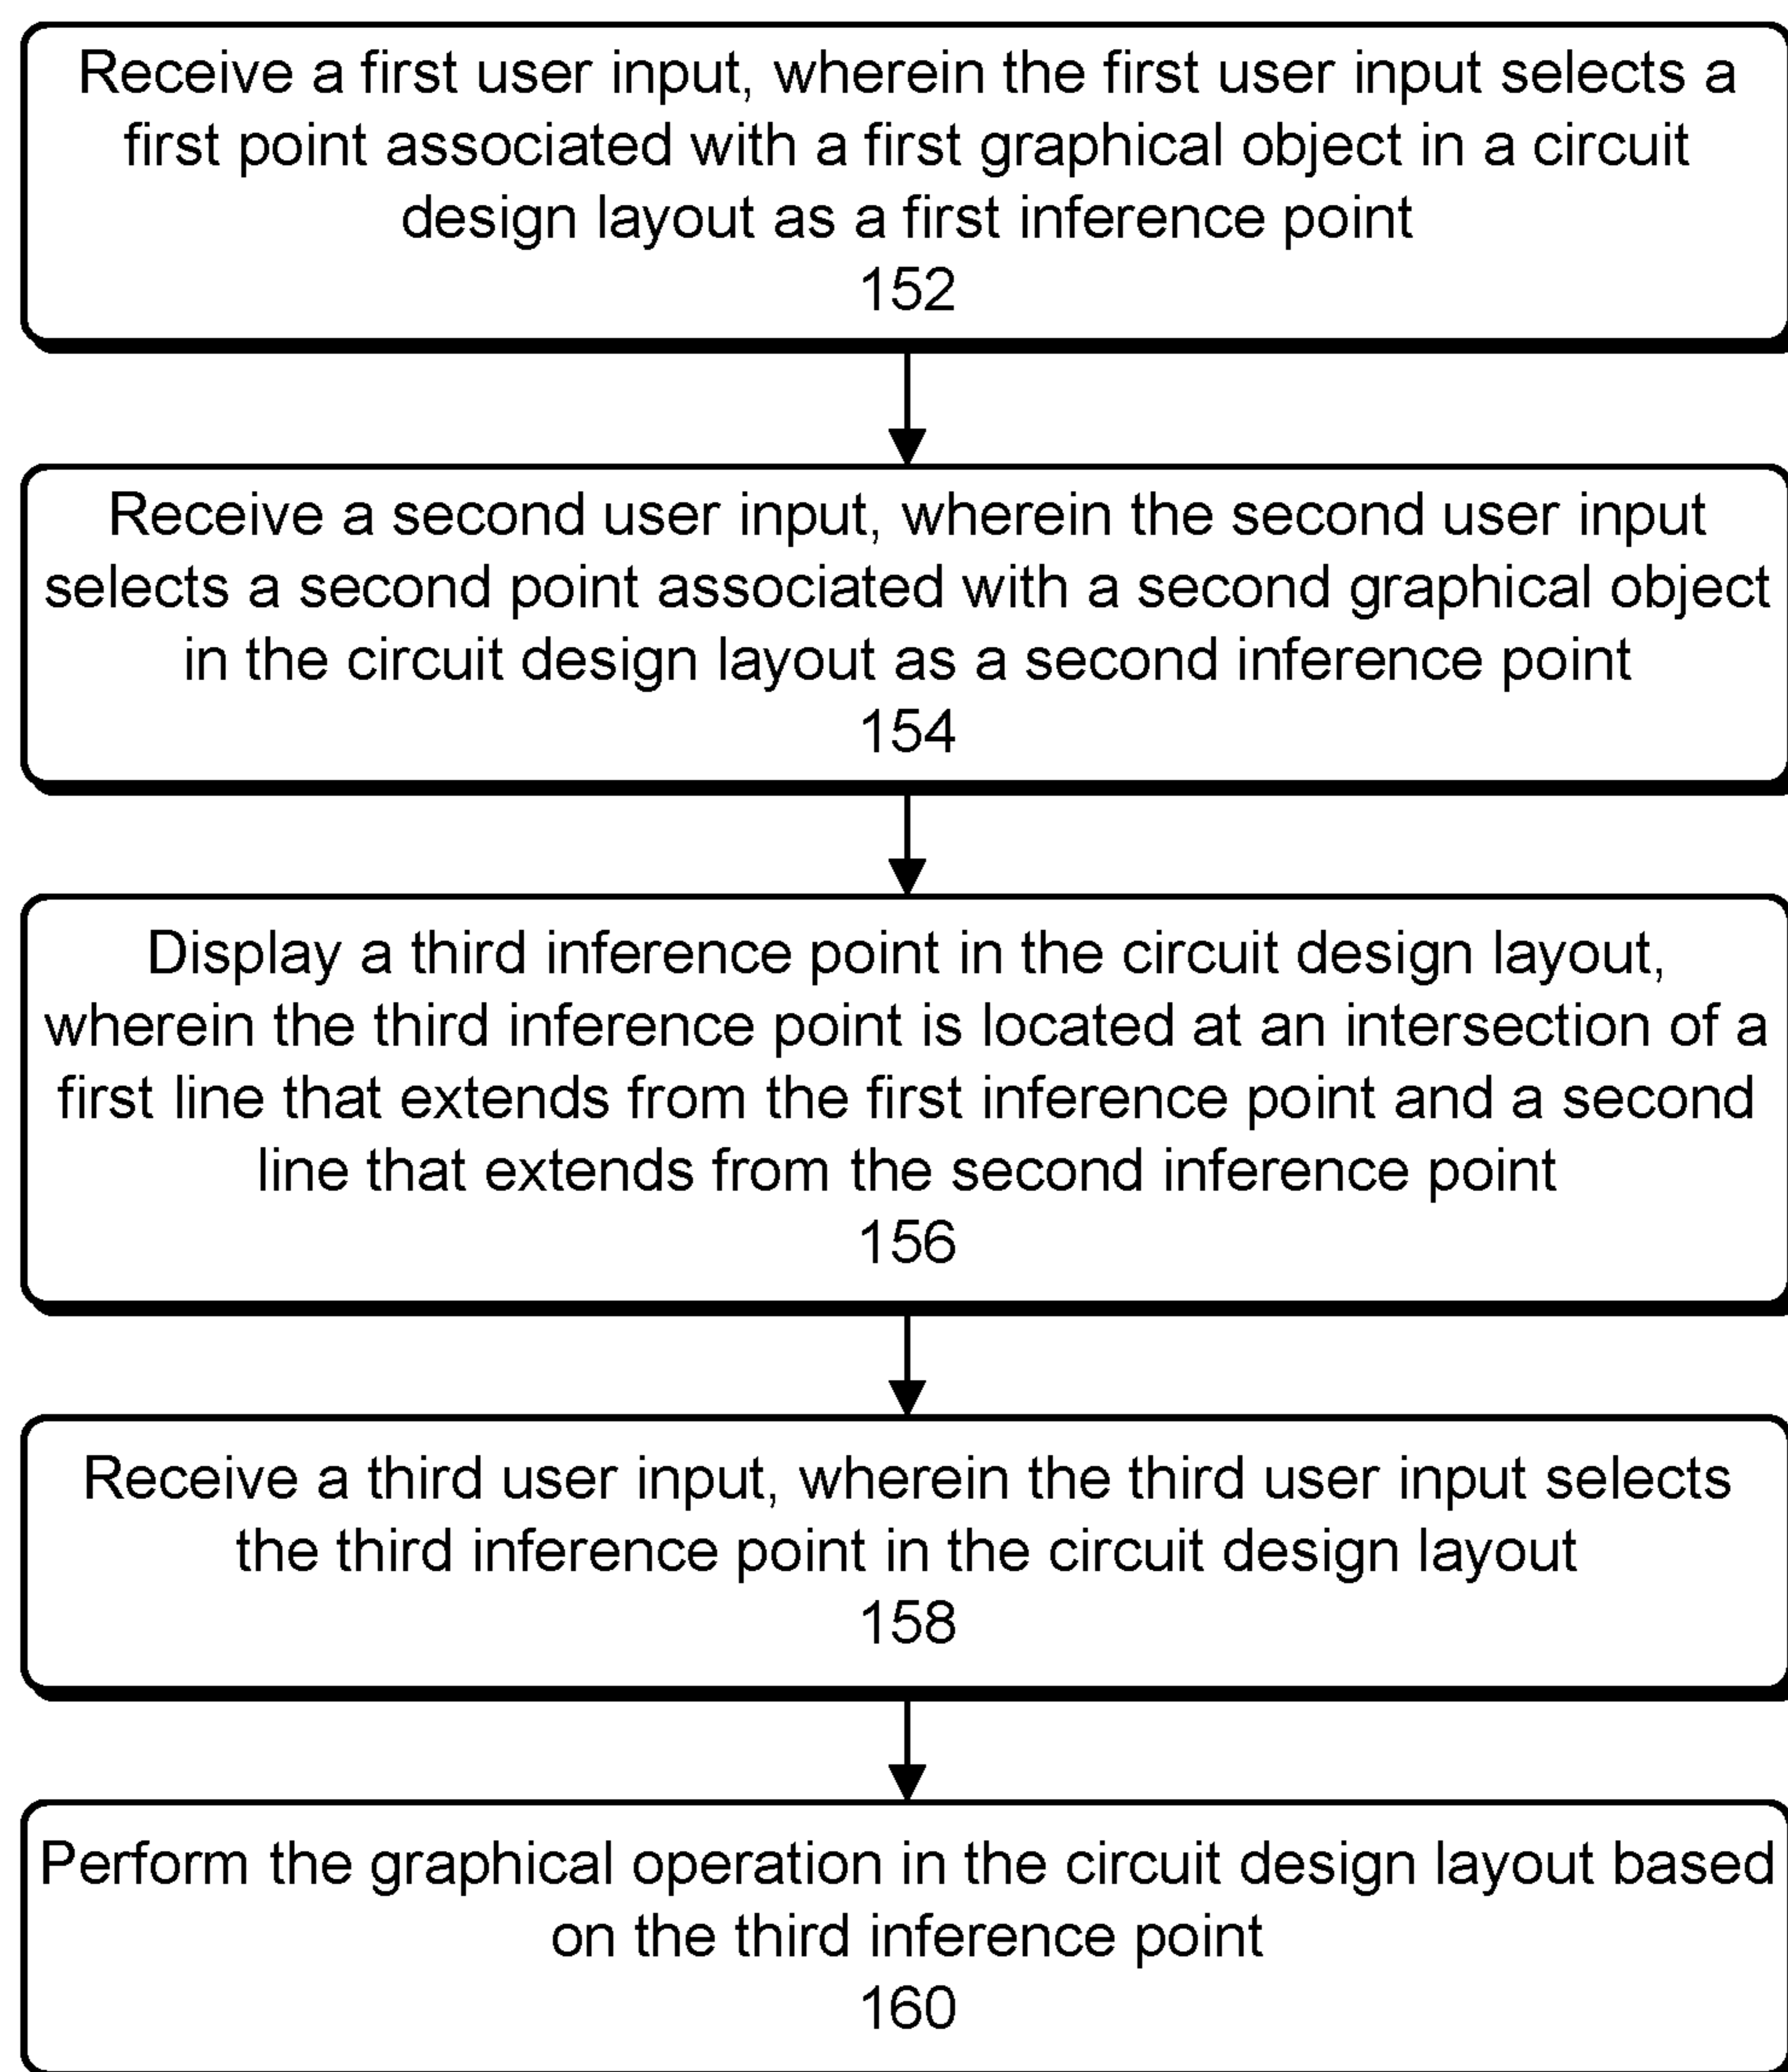 Receive a first user input, wherein the first user input selects a
first point associated with a first graphical object in a circuit
design layout as a first inference point
152
Receive a second user input, wherein the second user input
selects a second point associated with a second graphical object
in the circuit design layout as a second inference point
154
Display a third inference point in the circuit design layout,
wherein the third inference point is located at an intersection of a
first line that extends from the first inference point and a second
line that extends from the second inference point
156
Receive a third user input, wherein the third user input selects
the third inference point in the circuit design layout
158
Perform the graphical operation in the circuit design layout based
on the third inference point
160